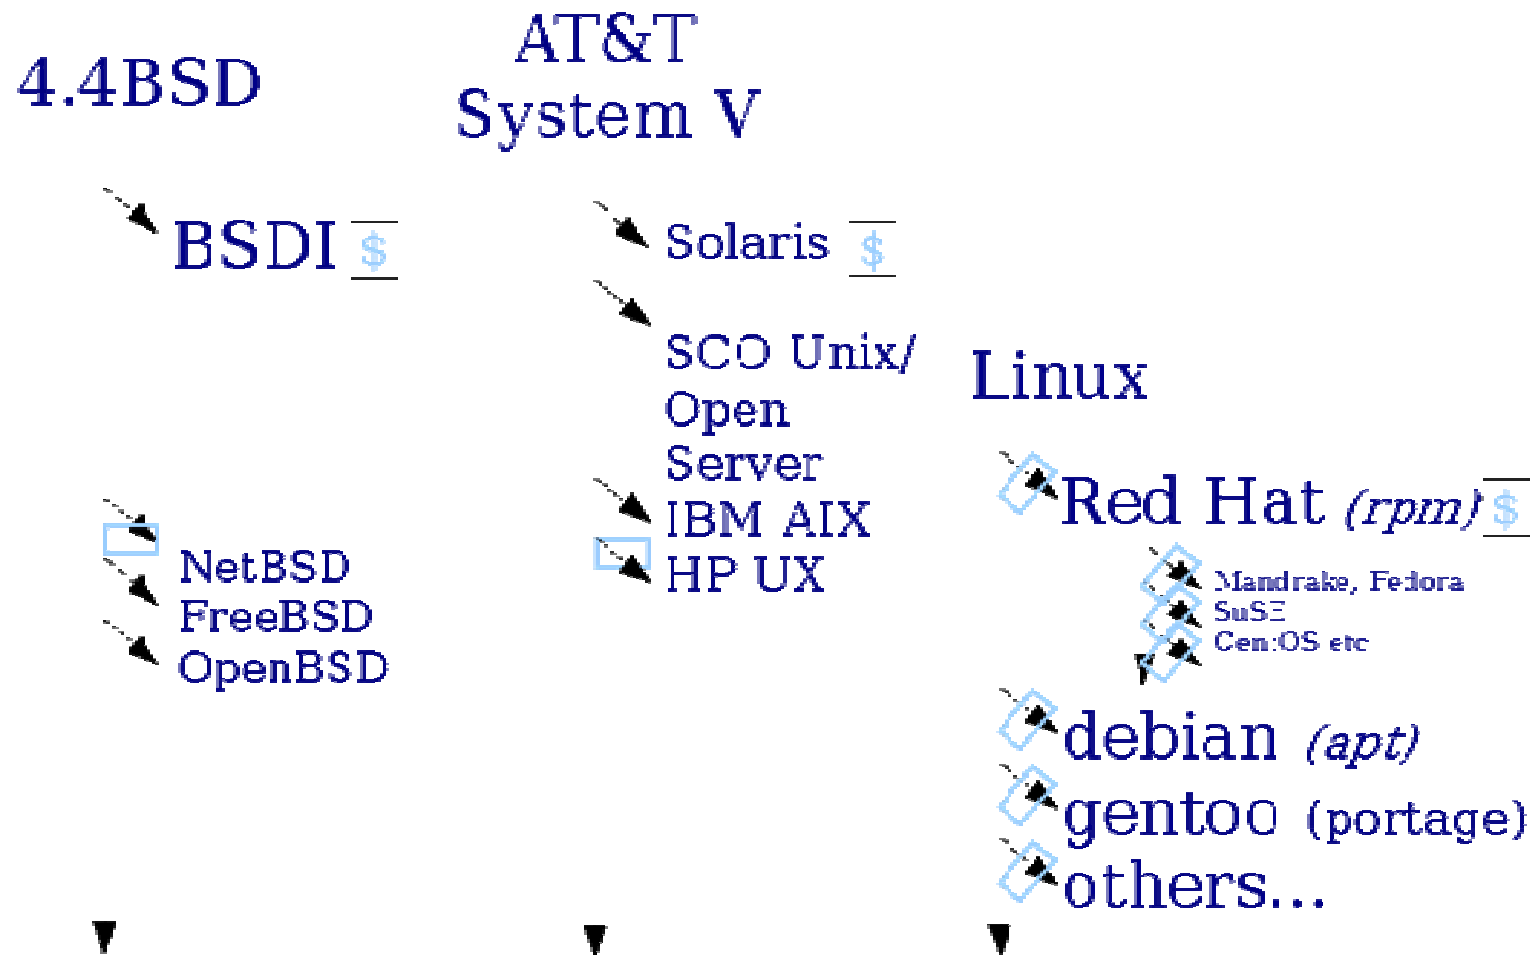 4.4BSD
BSDI $
NetBSD
FreeBSD
OpenBSD
AT&T
System V
Solaris $
SCO Unix/
Open
Server
IBM AIX
HP UX
Linux
Red Hat (rpm) $
Mandrake, Fedora
SuSE
CentOS etc
debian (apt)
gentoo (portage)
others...